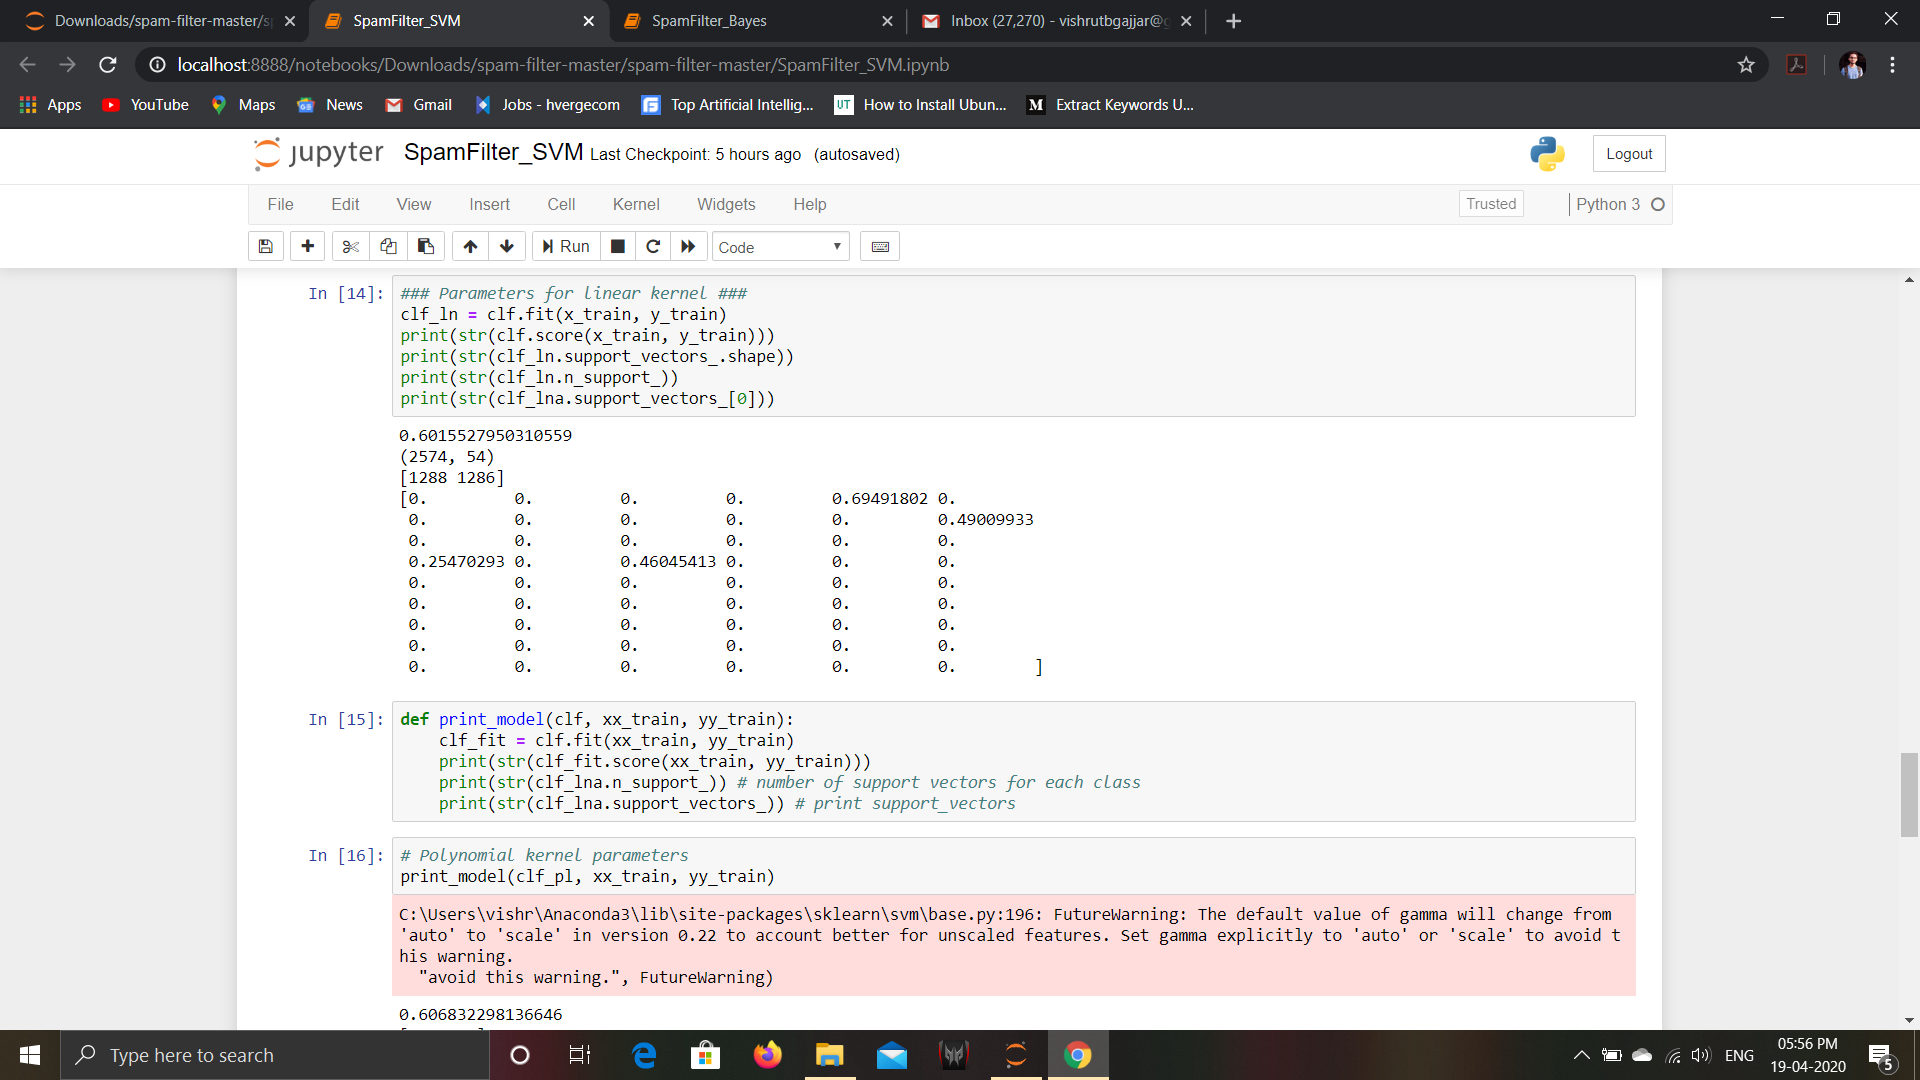 Downloads/spam-filter-master/s
SpamFilter_SVM
SpamFilter_Bayes
Inbox (27,270) - vishrutbgajjar@g
localhost:8888/notebooks/Downloads/spam-filter-master/spam-filter-master/SpamFilter_SVM.ipynb
Apps YouTube Maps News Gmail Jobs - hvergecom Top Artificial Intellig... UT How to Install Ubun... M Extract Keywords U...
jupyter SpamFilter_SVM Last Checkpoint: 5 hours ago (autosaved) Logout
File Edit View Insert Cell Kernel Widgets Help Trusted Python 3
Run Code
In [14]: ### Parameters for linear kernel ###
clf_ln = clf.fit(x_train, y_train)
print(str(clf.score(x_train, y_train)))
print(str(clf_ln.support_vectors_.shape))
print(str(clf_ln.n_support_))
print(str(clf_lna.support_vectors_[0]))
0.6015527950310559
(2574, 54)
[1288 1286]
[0. 0. 0. 0. 0.69491802 0.
0. 0. 0. 0. 0. 0.49009933
0. 0. 0. 0. 0. 0.
0.25470293 0. 0.46045413 0. 0. 0.
0. 0. 0. 0. 0. 0.
0. 0. 0. 0. 0. 0.
0. 0. 0. 0. 0. 0.
0. 0. 0. 0. 0. 0.
0. 0. 0. 0. 0. 0. ]
In [15]: def print_model(clf, xx_train, yy_train):
clf_fit = clf.fit(xx_train, yy_train)
print(str(clf_fit.score(xx_train, yy_train)))
print(str(clf_lna.n_support_)) # number of support vectors for each class
print(str(clf_lna.support_vectors_)) # print support_vectors
In [16]: # Polynomial kernel parameters
print_model(clf_pl, xx_train, yy_train)
C:\Users\vishr\Anaconda3\lib\site-packages\sklearn\svm\base.py:196: FutureWarning: The default value of gamma will change from
'auto' to 'scale' in version 0.22 to account better for unscaled features. Set gamma explicitly to 'auto' or 'scale' to avoid t
his warning.
"avoid this warning.", FutureWarning)
0.606832298136646
Type here to search
ENG
05:56 PM
19-04-2020
5